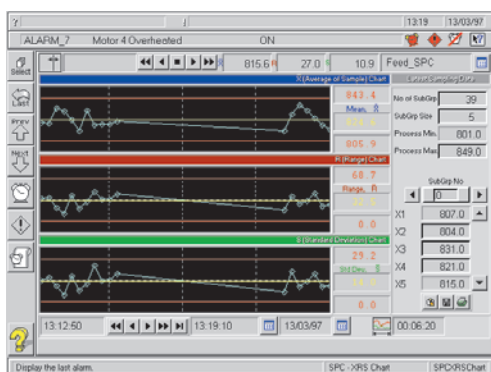 ? i 13:19 13/03/97
ALARM_7 Motor 4 Overheated ON
Select
815.6 R 27.0 10.9 Feed_SPC
X (Average of Sample) Chart
Latest Sampling Data
843.4
Mean, X
805.9
No of SubGrp 39
SubGrp Size 5
Process Min. 801.0
Process Max 849.0
Last
Prev
Next
R (Range) Chart
68.7
Range, R
0.0
SubGrp No
0
X1 807.0
X2 804.0
X3 831.0
X4 821.0
X5 815.0
S (Standard Deviation) Chart
29.2
Std Dev, S
0.0
13:12:50 13:19:10 13/03/97 00:06:20
Display the last alarm. SPC - XRS Chart SPCXRSChart